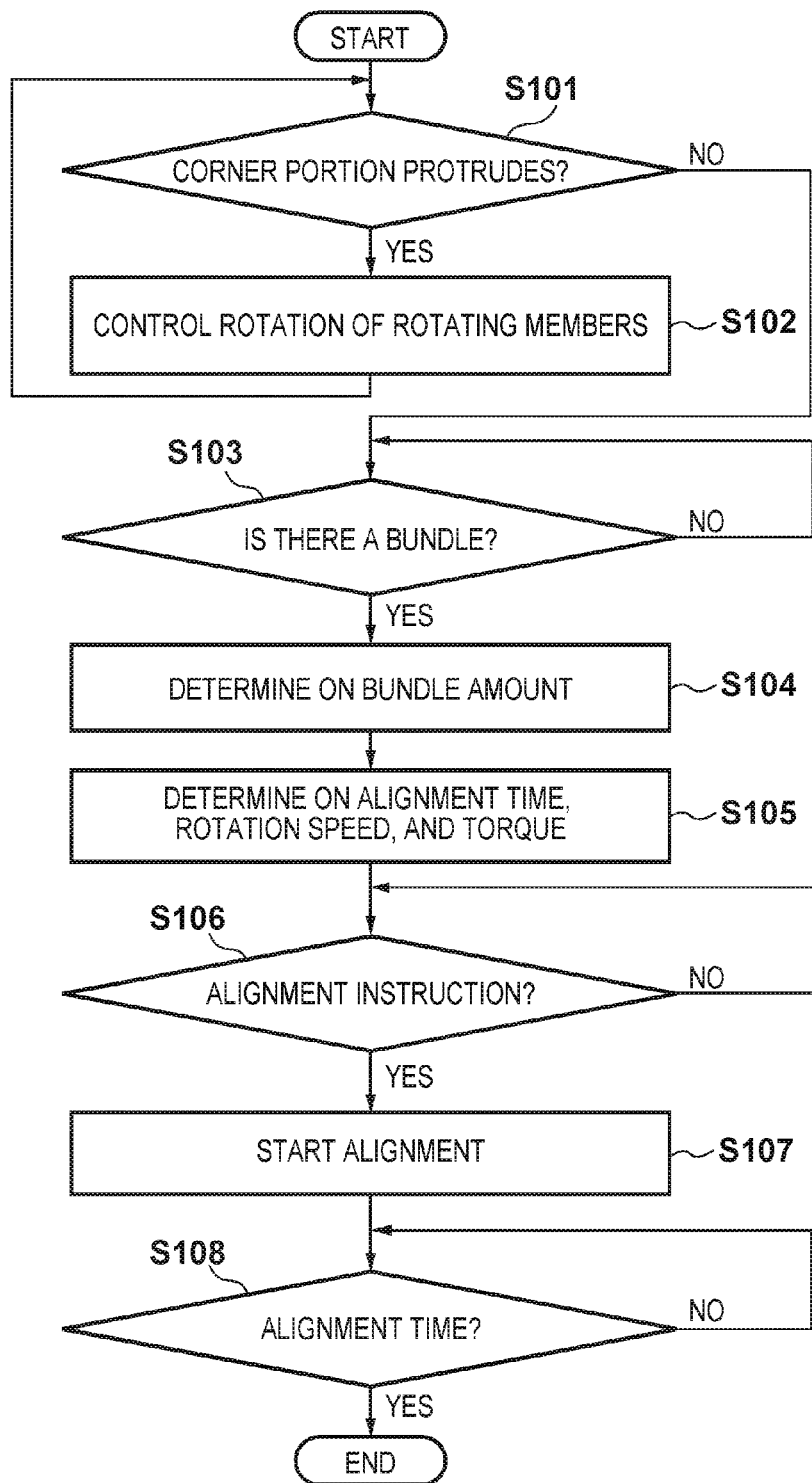 START
S101
CORNER PORTION PROTRUDES?
NO
YES
CONTROL ROTATION OF ROTATING MEMBERS
S102
S103
IS THERE A BUNDLE?
NO
YES
DETERMINE ON BUNDLE AMOUNT
S104
DETERMINE ON ALIGNMENT TIME,
ROTATION SPEED, AND TORQUE
S105
S106
ALIGNMENT INSTRUCTION?
NO
YES
START ALIGNMENT
S107
S108
ALIGNMENT TIME?
NO
YES
END